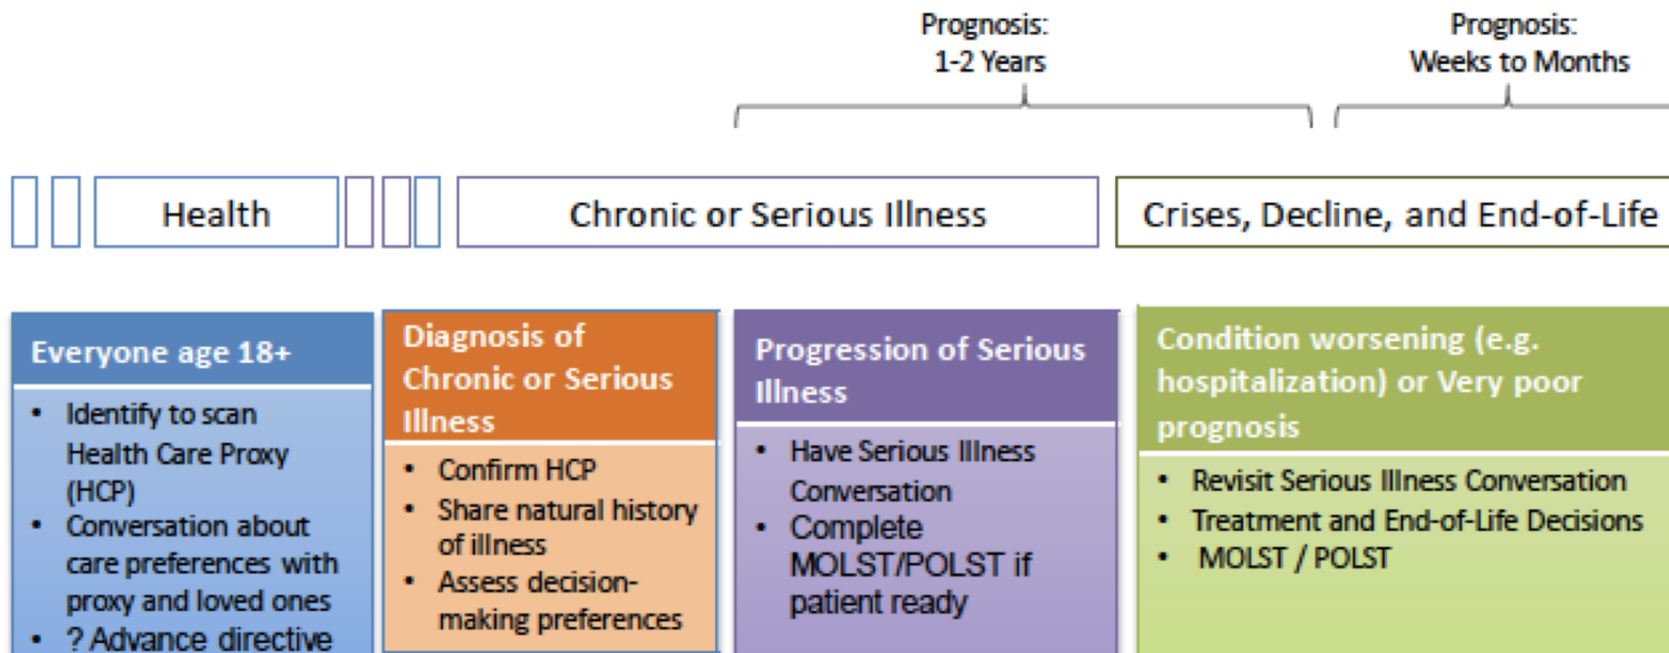 Prognosis:
1-2 Years
Prognosis:
Weeks to Months
Health
Chronic or Serious Illness
Crises, Decline, and End-of-Life
Everyone age 18+
• Identify to scan
Health Care Proxy
(HCP)
• Conversation about
care preferences with
proxy and loved ones
• ? Advance directive
Diagnosis of
Chronic or Serious
Illness
• Confirm HCP
• Share natural history
of illness
• Assess decision-
making preferences
Progression of Serious
Illness
• Have Serious Illness
Conversation
• Complete
MOLST/POLST if
patient ready
Condition worsening (e.g.
hospitalization) or Very poor
prognosis
• Revisit Serious Illness Conversation
• Treatment and End-of-Life Decisions
• MOLST / POLST